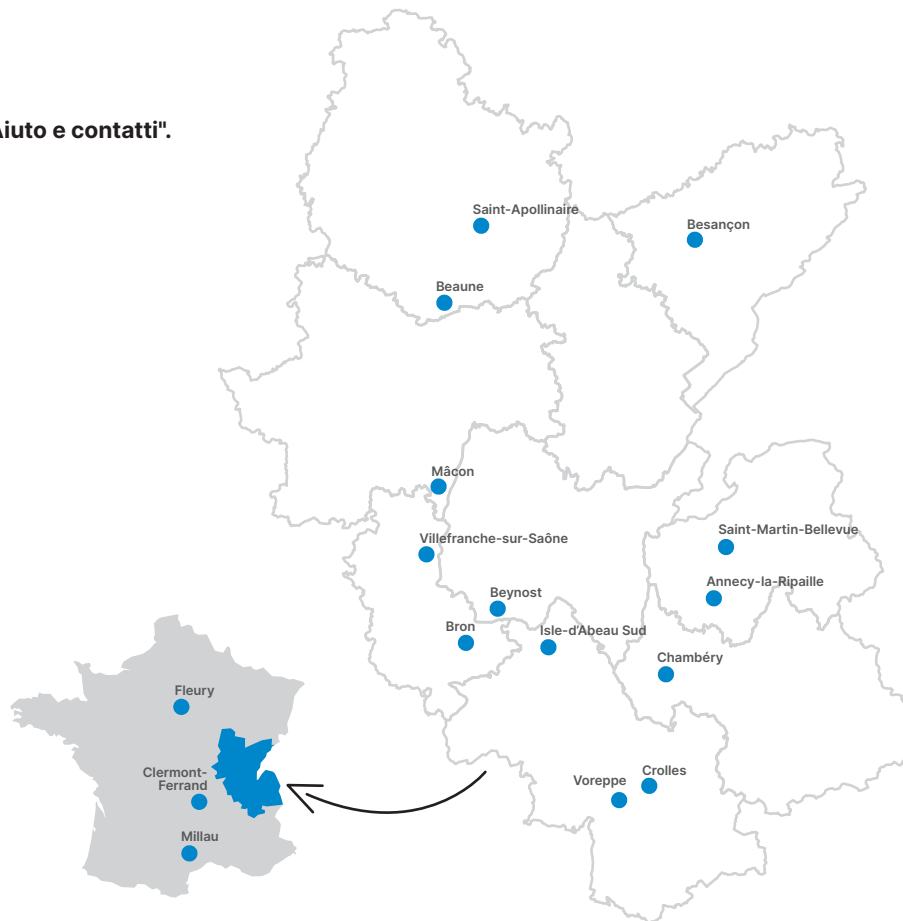 Aiuto e contatti".
Saint-Apollinaire
Besançon
Beaune
Mâcon
Villefranche-sur-Saône
Saint-Martin-Bellevue
Annecy-la-Ripaille
Beynost
Bron
Isle-d'Abeau Sud
Chambéry
Fleury
Clermont-
Ferrand
Voreppe
Crolles
Millau